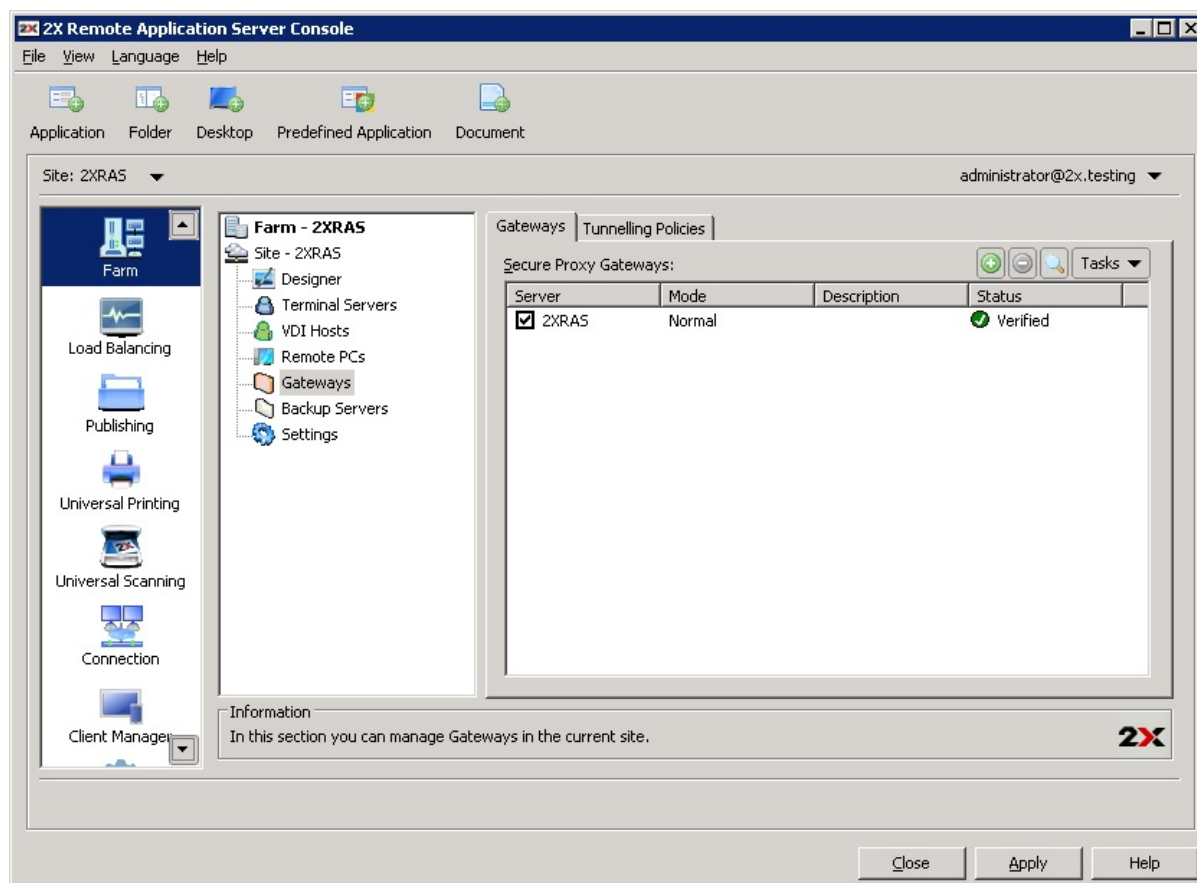 2X Remote Application Server Console
File View Language Help
Application Folder Desktop Predefined Application Document
Site: 2XRAS administrator@2x.testing
Farm
Load Balancing
Publishing
Universal Printing
Universal Scanning
Connection
Client Manager
Farm - 2XRAS
Site - 2XRAS
Designer
Terminal Servers
VDI Hosts
Remote PCs
Gateways
Backup Servers
Settings
Gateways Tunnelling Policies
Secure Proxy Gateways: Tasks
Server Mode Description Status
2XRAS Normal Verified
Information
In this section you can manage Gateways in the current site.
2X
Close Apply Help